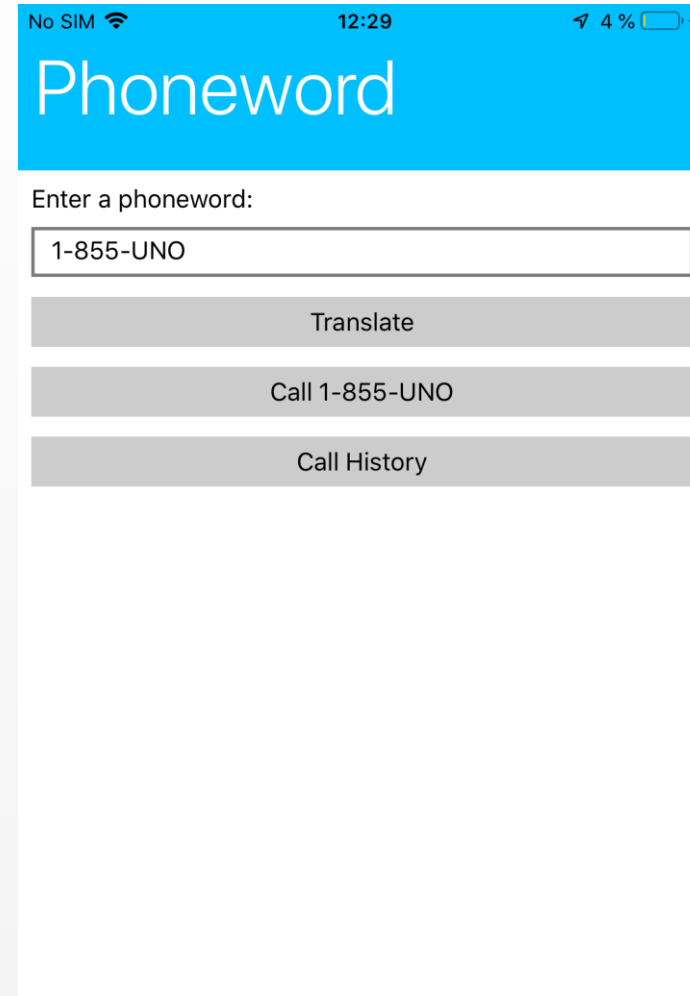 No SIM 12:29 4 %
Phoneword
Enter a phoneword:
1-855-UNO
Translate
Call 1-855-UNO
Call History